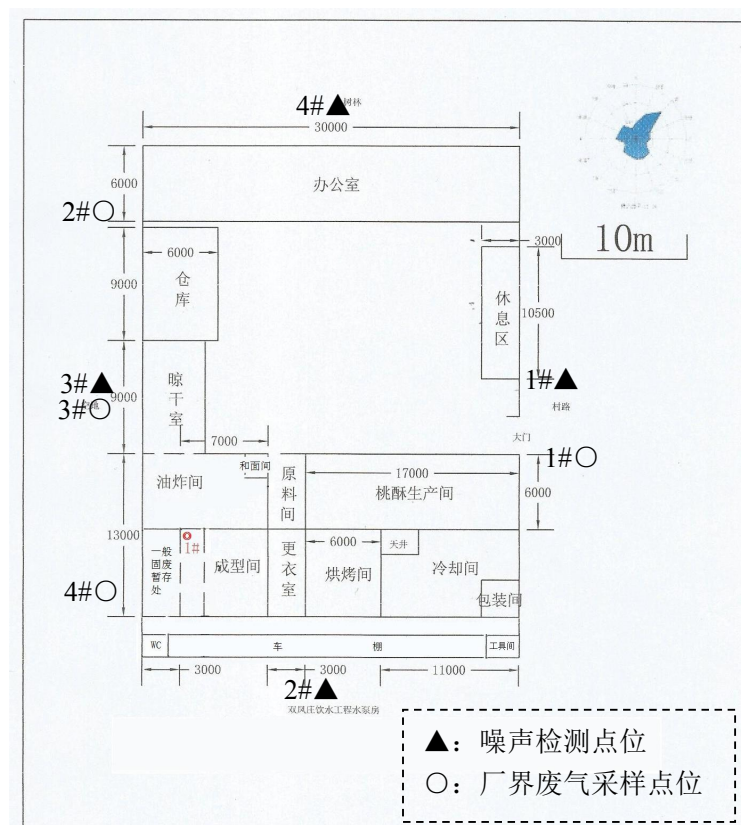 4#▲
树林
30000
6000
办公室
2#○
10m
3000
6000
仓库
9000
休息区
10500
3#▲
9000
3#○
晾干室
1#▲
村路
大门
7000
1#○
和面间
油炸间
原料间
17000
桃酥生产间
6000
13000
1#
6000
天井
一般固废暂存处
成型间
更衣室
烘烤间
冷却间
4#○
包装间
WC
车棚
工具间
3000
3000
11000
2#▲
双凤庄饮水工程水泵房
▲：噪声检测点位
○：厂界废气采样点位